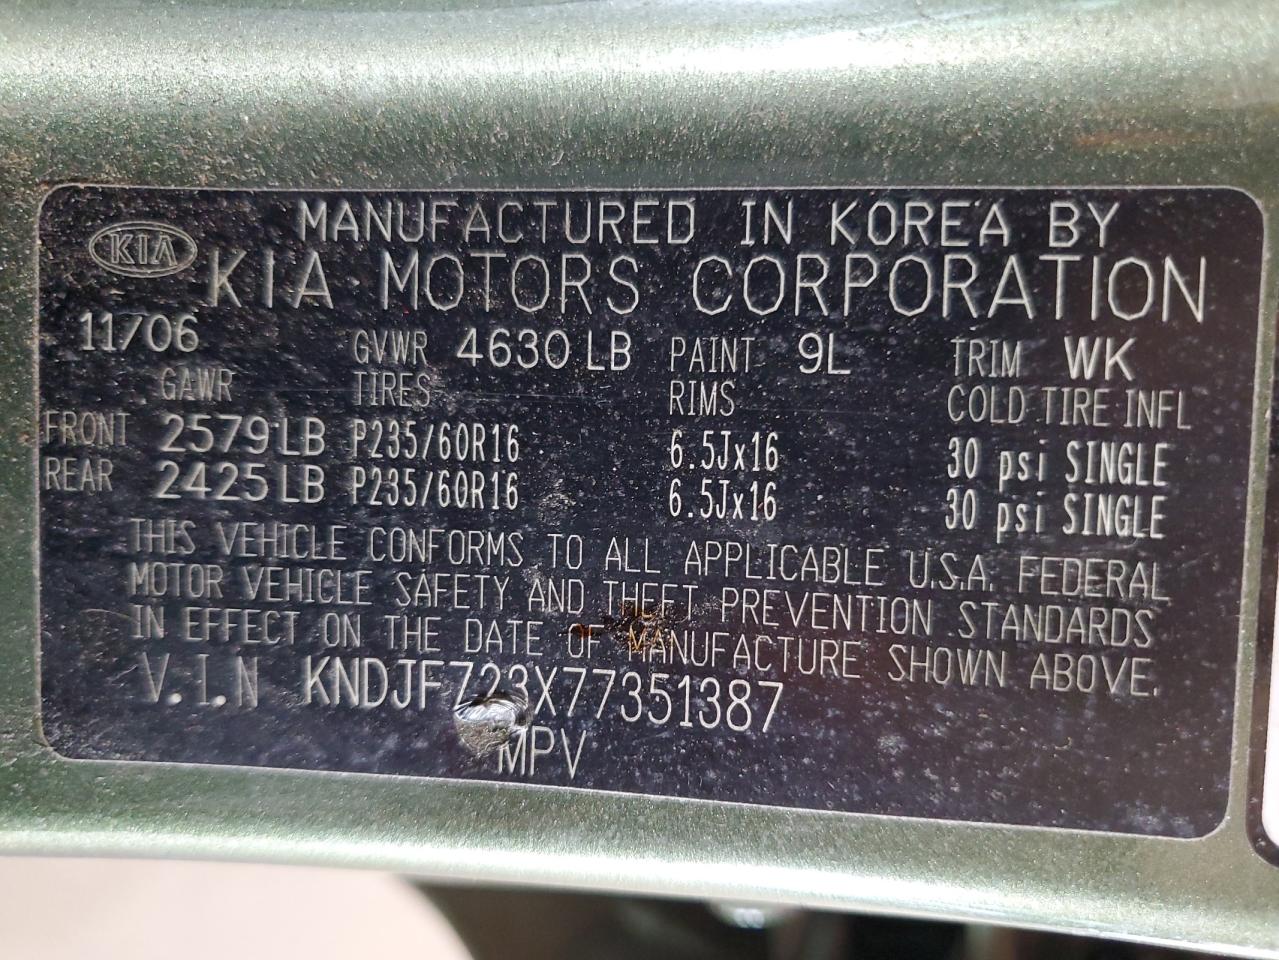 MANUFACTURED IN KOREA BY
KIA
KIA MOTORS CORPORATION
11/06 GVWR 4630 LB PAINT 9L TRIM WK
GAWR TIRES RIMS COLD TIRE INFL
FRONT 2579 LB P235/60R16 6.5Jx16 30 psi SINGLE
REAR 2425 LB P235/60R16 6.5Jx16 30 psi SINGLE
THIS VEHICLE CONFORMS TO ALL APPLICABLE U.S.A. FEDERAL
MOTOR VEHICLE SAFETY AND THEFT PREVENTION STANDARDS
IN EFFECT ON THE DATE OF MANUFACTURE SHOWN ABOVE.
V.I.N KNDJF723X77351387
MPV